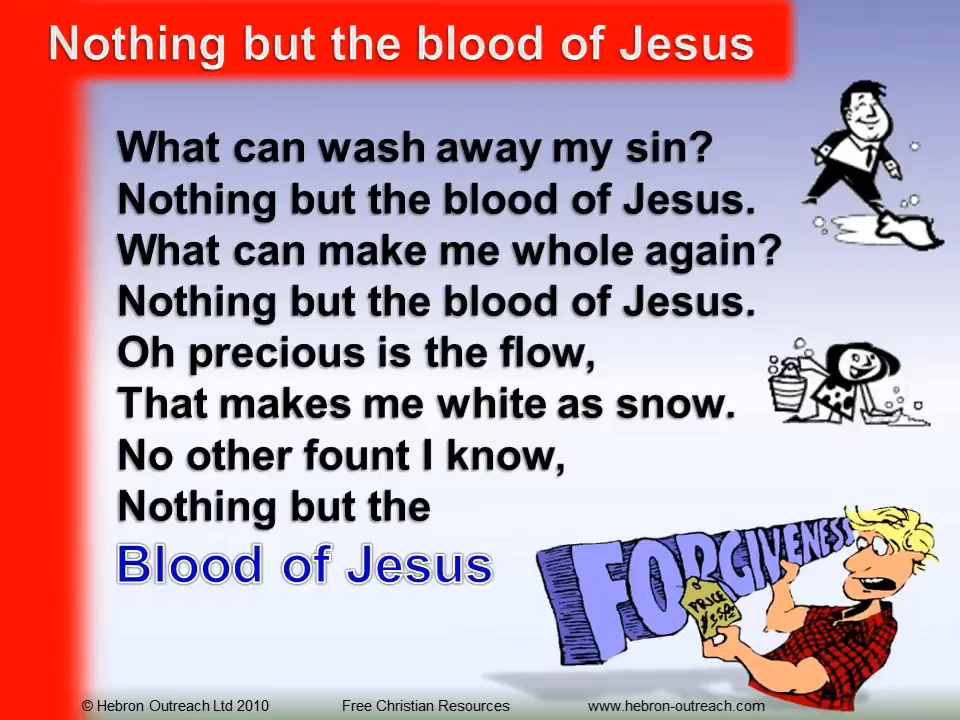 Nothing but the blood of Jesus
What can wash away my sin?
Nothing but the blood of Jesus.
What can make me whole again?
Nothing but the blood of Jesus.
Oh precious is the flow,
That makes me white as snow.
No other fount I know,
Nothing but the
Blood of Jesus
FORGIVENESS
PRICE
© Hebron Outreach Ltd 2010 Free Christian Resources www.hebron-outreach.com